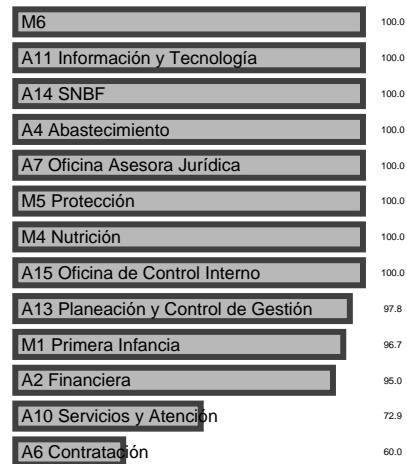 M6 100.0
A11 Información y Tecnología 100.0
A14 SNBF 100.0
A4 Abastecimiento 100.0
A7 Oficina Asesora Jurídica 100.0
M5 Protección 100.0
M4 Nutrición 100.0
A15 Oficina de Control Interno 100.0
A13 Planeación y Control de Gestión 97.8
M1 Primera Infancia 96.7
A2 Financiera 95.0
A10 Servicios y Atención 72.9
A6 Contratación 60.0